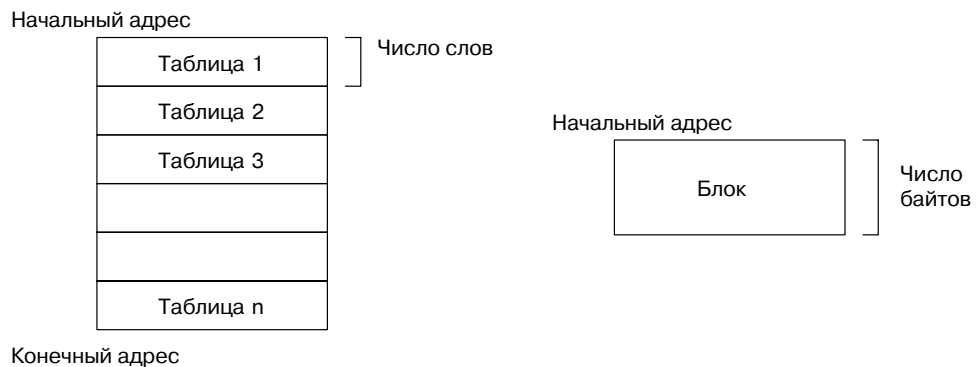 Начальный адрес
Таблица 1
Число слов
Таблица 2
Таблица 3
Таблица n
Конечный адрес
Начальный адрес
Блок
Число
байтов